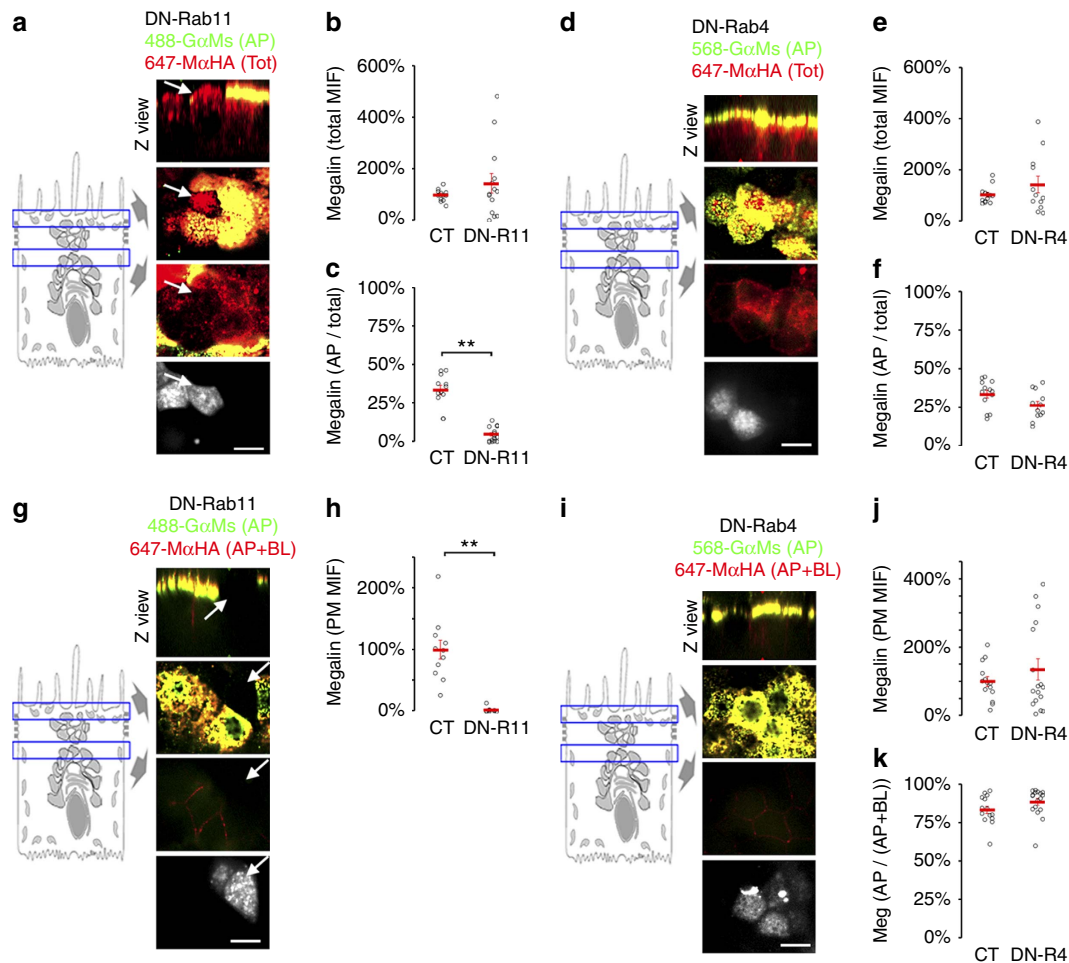 a
DN-Rab11
488-GαMs (AP)
647-MαHA (Tot)
Z view
b
Megalin (total MIF)
600%
400%
200%
0%
CT DN-R11
c
Megalin (AP / total)
100%
75%
50%
25%
0%
**
CT DN-R11
d
DN-Rab4
568-GαMs (AP)
647-MαHA (Tot)
Z view
e
Megalin (total MIF)
600%
400%
200%
0%
CT DN-R4
f
Megalin (AP / total)
100%
75%
50%
25%
0%
CT DN-R4
g
DN-Rab11
488-GαMs (AP)
647-MαHA (AP+BL)
Z view
h
Megalin (PM MIF)
200%
100%
0%
**
CT DN-R11
i
DN-Rab4
568-GαMs (AP)
647-MαHA (AP+BL)
Z view
j
Megalin (PM MIF)
400%
200%
0%
CT DN-R4
k
Meg (AP / (AP+BL))
100%
75%
50%
25%
0%
CT DN-R4